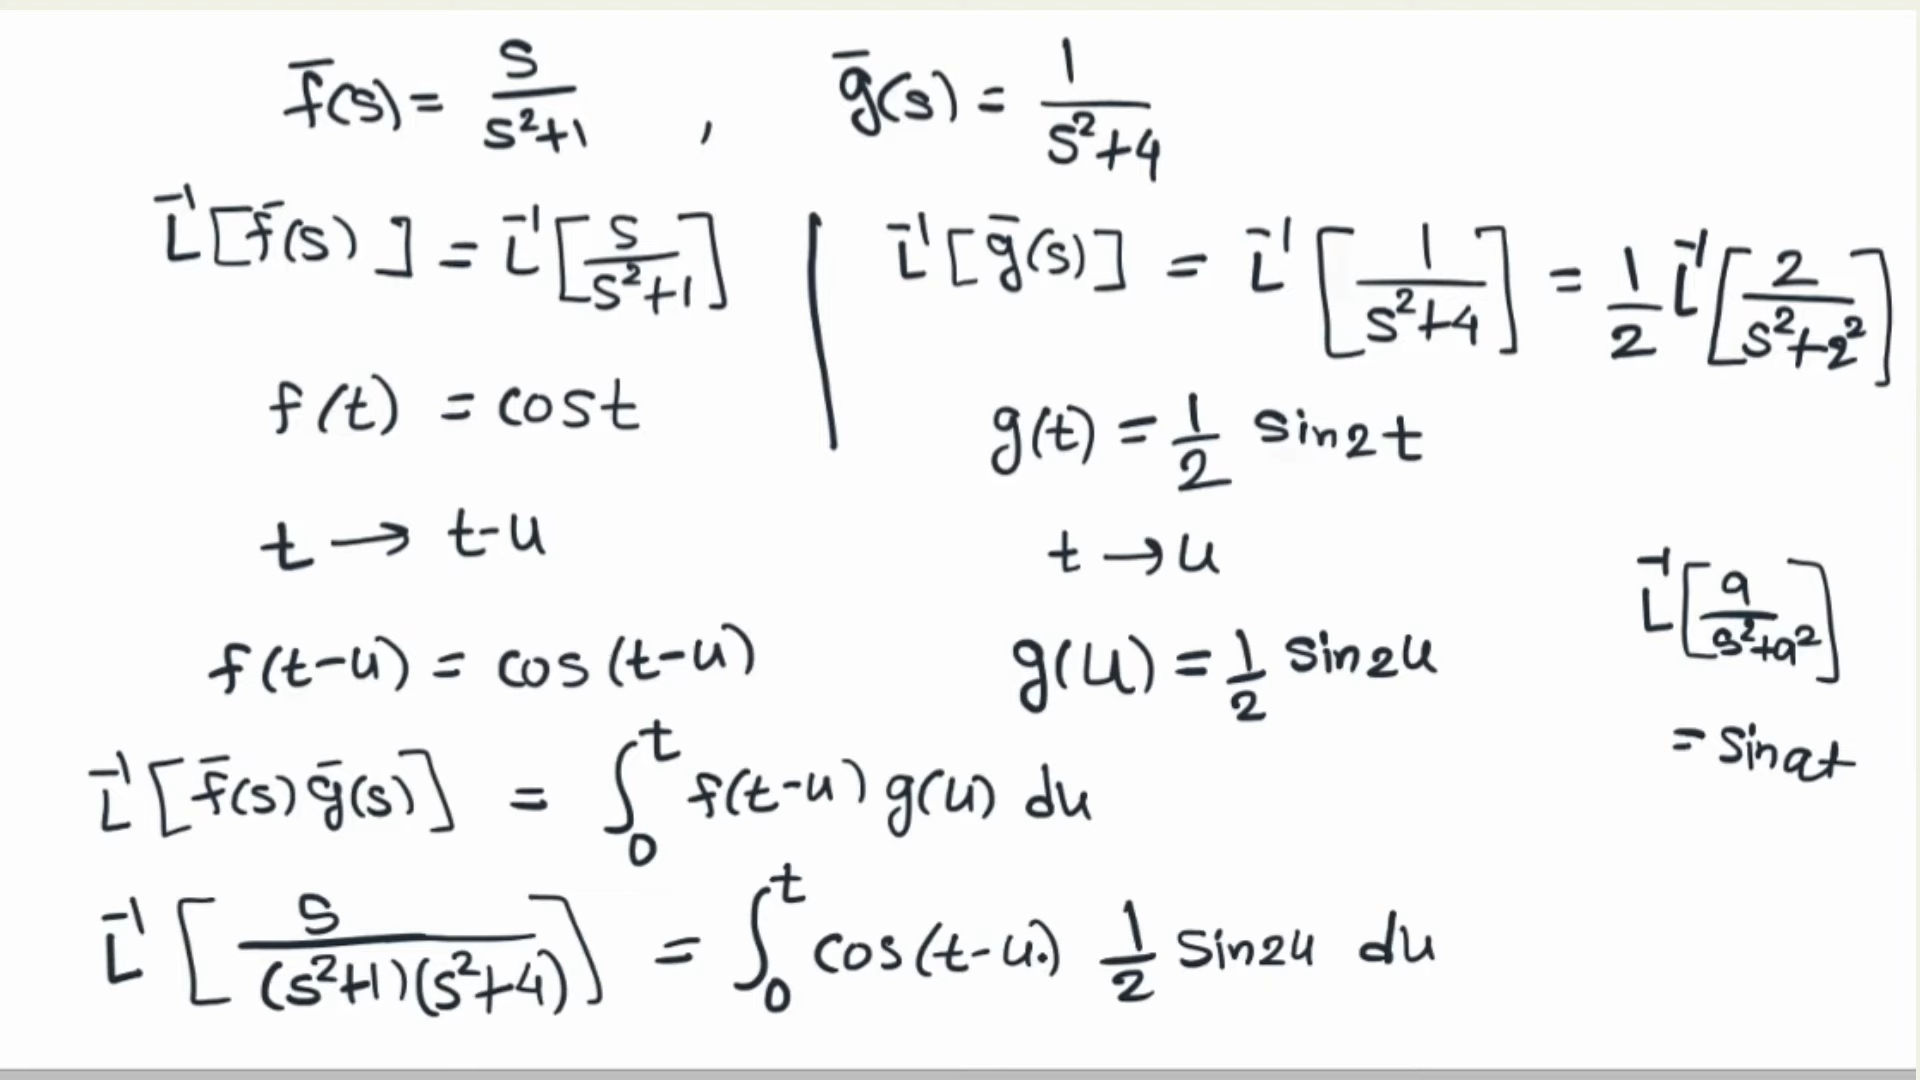 f̄(s) = s/(s²+1) , ḡ(s) = 1/(s²+4)
L⁻¹[f̄(s)] = L⁻¹[s/(s²+1)]
f(t) = cost
t → t-u
f(t-u) = cos(t-u)
L⁻¹[ḡ(s)] = L⁻¹[1/(s²+4)] = 1/2 L⁻¹[2/(s²+2²)]
g(t) = 1/2 sin2t
t → u
g(u) = 1/2 sin2u
L⁻¹[a/(s²+a²)]
= sinat
L⁻¹[f̄(s)ḡ(s)] = ∫₀ᵗ f(t-u) g(u) du
L⁻¹[s/((s²+1)(s²+4))] = ∫₀ᵗ cos(t-u.) 1/2 sin2u du